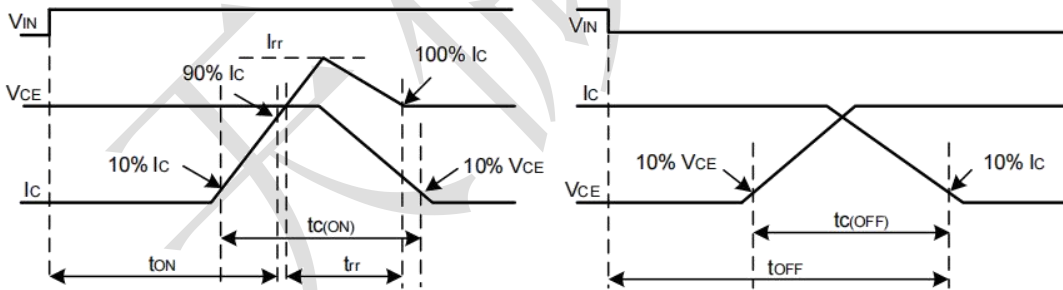 VIN
Irr
100% IC
90% IC
VCE
10% IC
10% VCE
IC
tC(ON)
tON
trr
VIN
IC
10% VCE
10% IC
VCE
tC(OFF)
tOFF